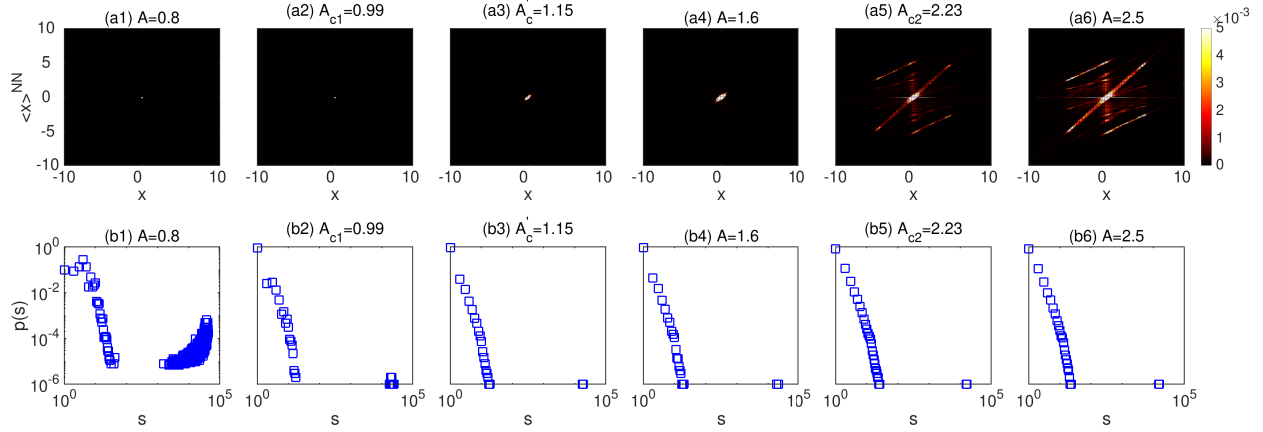 (a1) A=0.8
(a2) A_c1=0.99
(a3) A'_c=1.15
(a4) A=1.6
(a5) A_c2=2.23
(a6) A=2.5
×10^-3
10
5
0
-5
-10
<x>^NN
-10 0 10
-10 0 10
-10 0 10
-10 0 10
-10 0 10
-10 0 10
x
x
x
x
x
x
5
4
3
2
1
0
(b1) A=0.8
(b2) A_c1=0.99
(b3) A'_c=1.15
(b4) A=1.6
(b5) A_c2=2.23
(b6) A=2.5
10^0
10^-2
10^-4
10^-6
p(s)
10^0 10^5
10^0 10^5
10^0 10^5
10^0 10^5
10^0 10^5
10^0 10^5
s
s
s
s
s
s